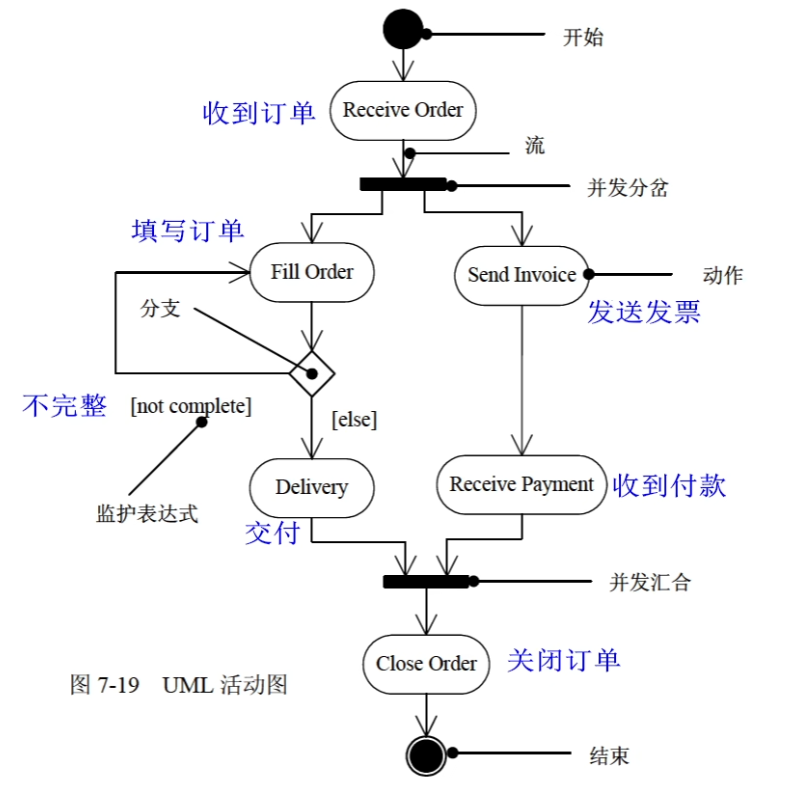 开始
收到订单
Receive Order
流
并发分岔
填写订单
Fill Order
Send Invoice
动作
分支
发送发票
不完整
[not complete]
[else]
Delivery
Receive Payment
收到付款
监护表达式
交付
并发汇合
Close Order
关闭订单
图 7-19 UML 活动图
结束